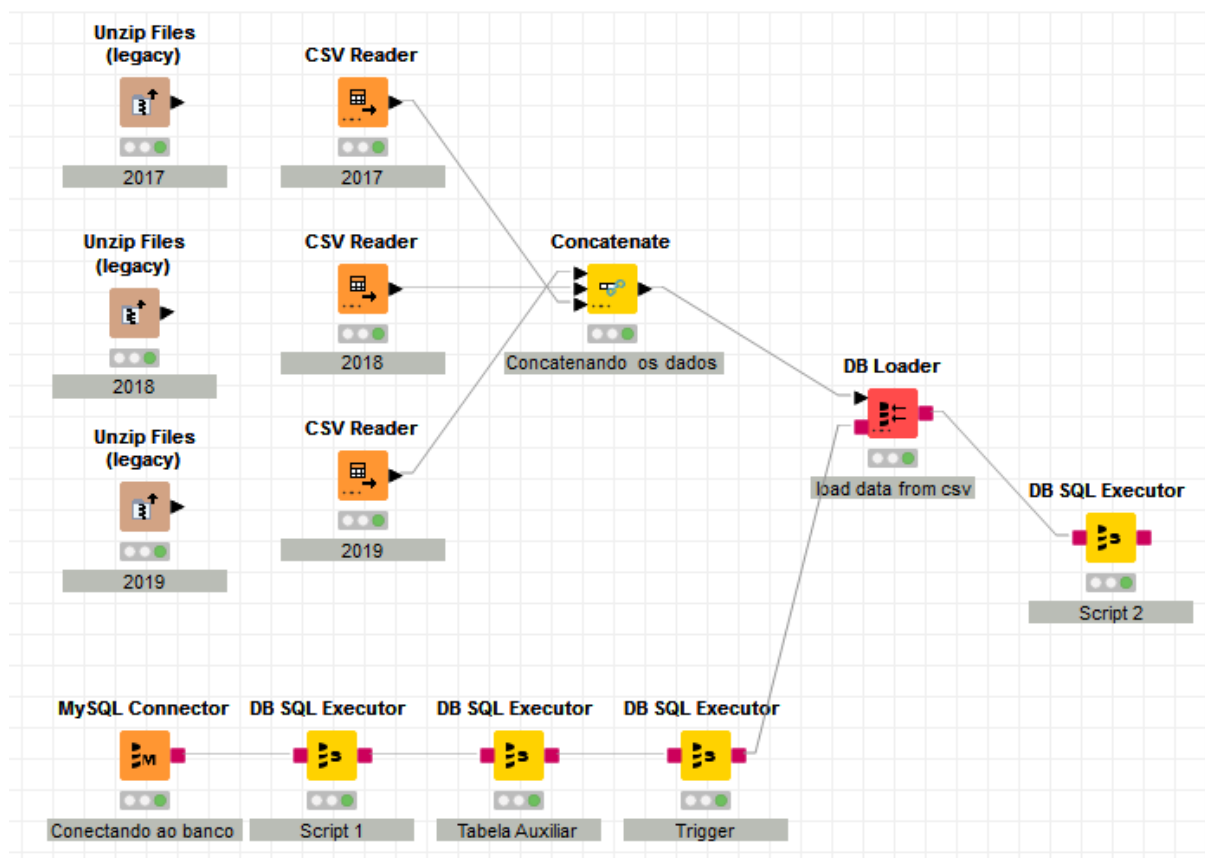 Unzip Files
(legacy)
2017
CSV Reader
2017
Unzip Files
(legacy)
2018
CSV Reader
2018
Concatenate
Concatenando os dados
Unzip Files
(legacy)
2019
CSV Reader
2019
DB Loader
load data from csv
DB SQL Executor
Script 2
MySQL Connector
Conectando ao banco
DB SQL Executor
Script 1
DB SQL Executor
Tabela Auxiliar
DB SQL Executor
Trigger